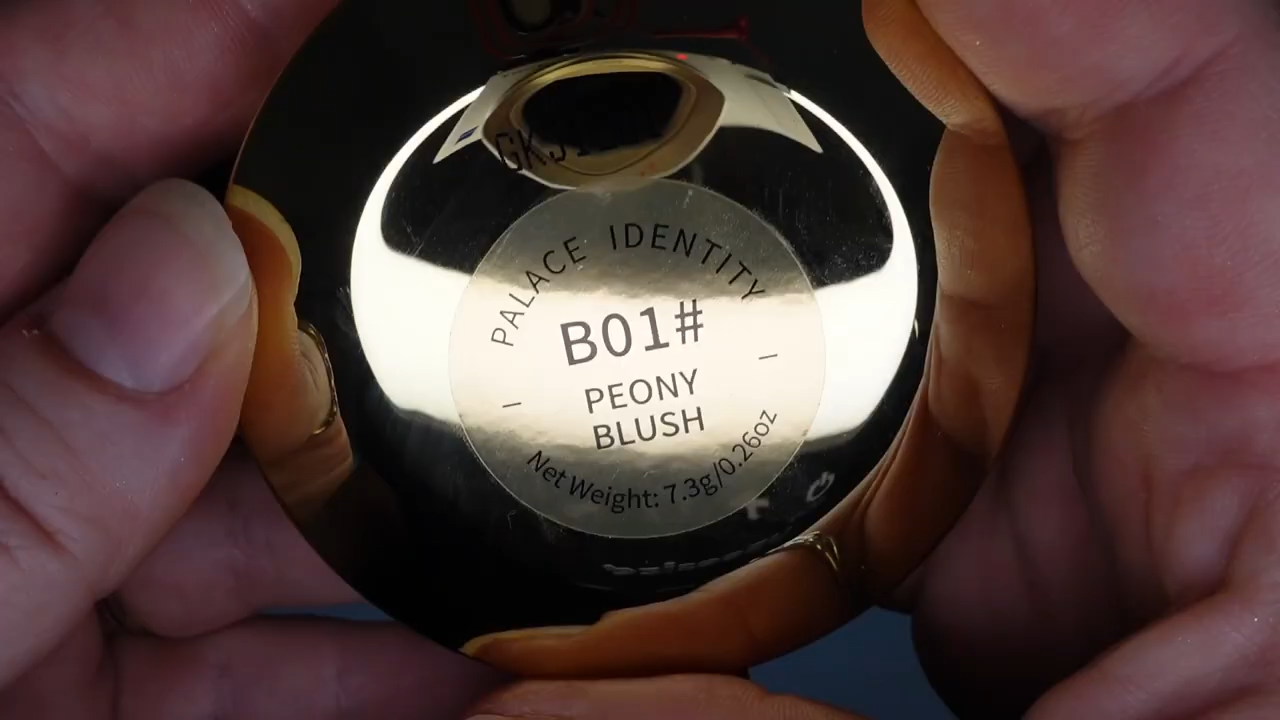 PALACE IDENTITY
B01#
PEONY
BLUSH
Net Weight: 7.3g/0.26oz